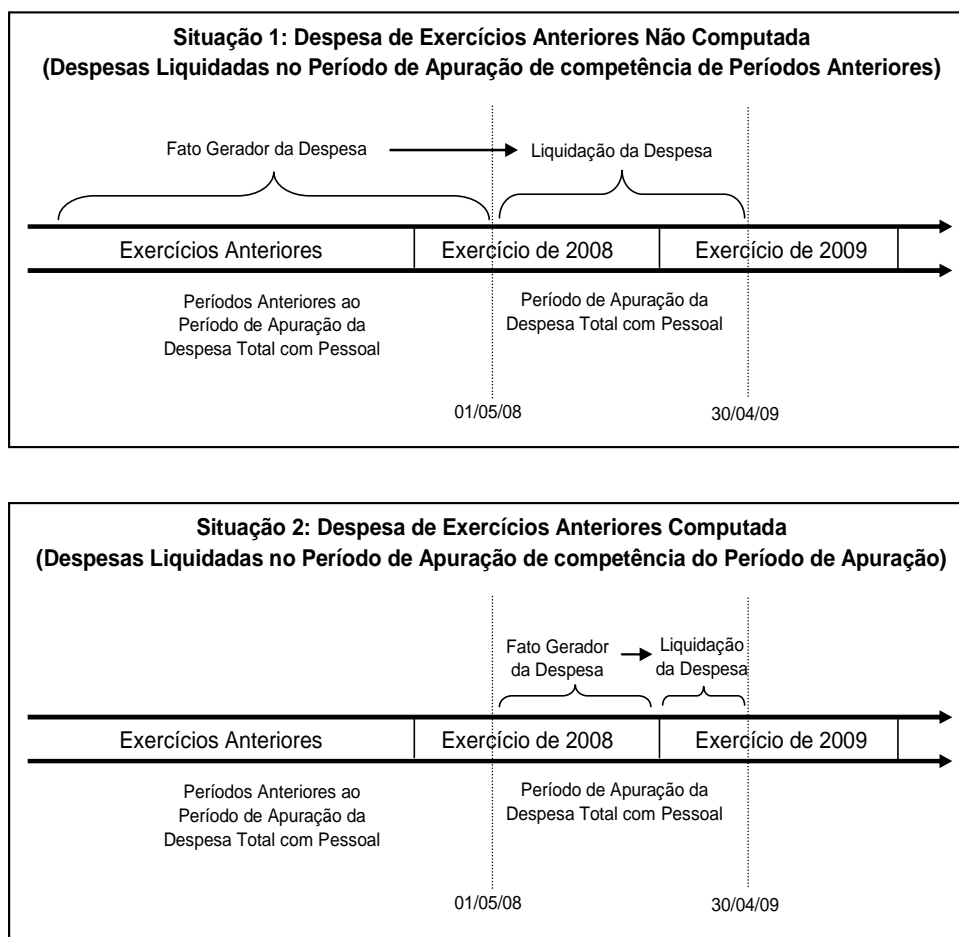 Situação 1: Despesa de Exercícios Anteriores Não Computada
(Despesas Liquidadas no Período de Apuração de competência de Períodos Anteriores)
Fato Gerador da Despesa
Liquidação da Despesa
Exercícios Anteriores
Exercício de 2008
Exercício de 2009
Períodos Anteriores ao
Período de Apuração da
Despesa Total com Pessoal
Período de Apuração da
Despesa Total com Pessoal
01/05/08
30/04/09
Situação 2: Despesa de Exercícios Anteriores Computada
(Despesas Liquidadas no Período de Apuração de competência do Período de Apuração)
Fato Gerador
da Despesa
Liquidação
da Despesa
Exercícios Anteriores
Exercício de 2008
Exercício de 2009
Períodos Anteriores ao
Período de Apuração da
Despesa Total com Pessoal
Período de Apuração da
Despesa Total com Pessoal
01/05/08
30/04/09